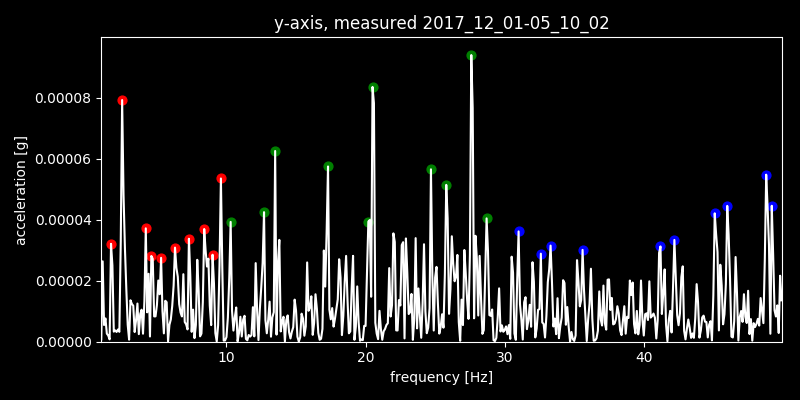 y-axis, measured 2017_12_01-05_10_02
0.00008
0.00006
0.00004
0.00002
0.00000
acceleration [g]
10 20 30 40
frequency [Hz]